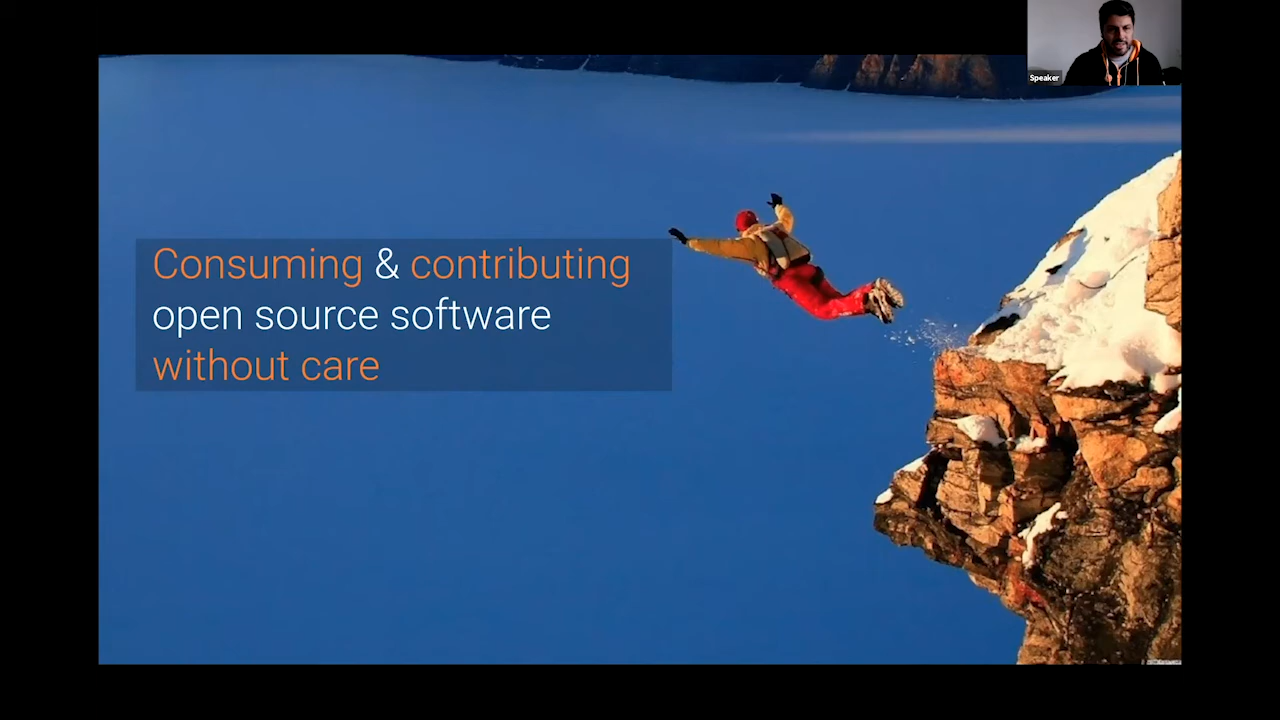 Speaker
Consuming & contributing
open source software
without care